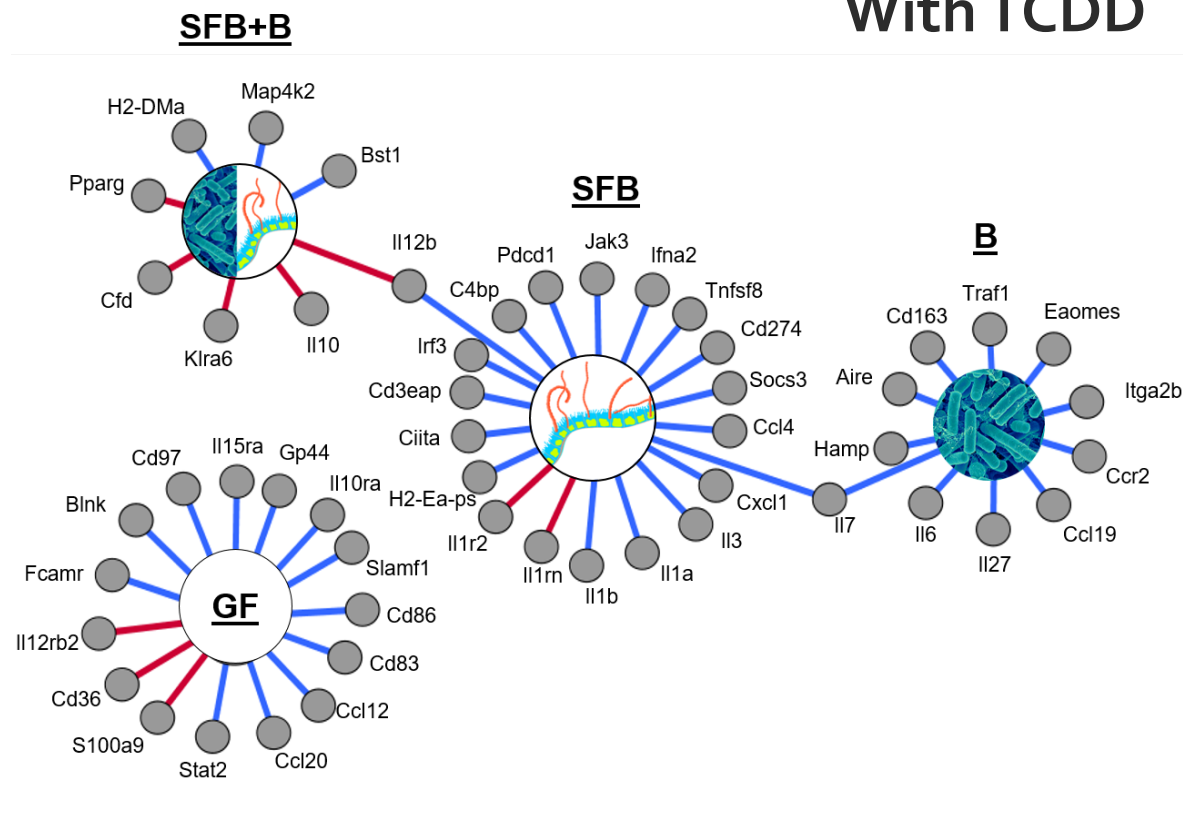 With TCDD
SFB+B
Map4k2
H2-DMa
Bst1
Pparg
Cfd
Klra6
Il10
Il12b
SFB
Jak3
Pdcd1
Ifna2
C4bp
Tnfsf8
Irf3
Cd274
Cd3eap
Socs3
Ciita
Ccl4
H2-Ea-ps
Cxcl1
Il1r2
Il3
Il1rn
Il1a
Il1b
Il7
B
Traf1
Cd163
Eaomes
Aire
Itga2b
Hamp
Ccr2
Il6
Ccl19
Il27
Il15ra
Gp44
Cd97
Il10ra
Blnk
Slamf1
Fcamr
GF
Cd86
Il12rb2
Cd83
Cd36
Ccl12
S100a9
Ccl20
Stat2